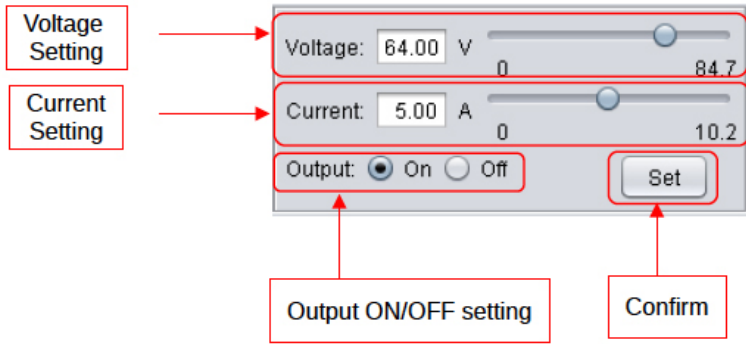 Voltage
Setting
Voltage: 64.00 V
0 84.7
Current
Setting
Current: 5.00 A
0 10.2
Output: On Off
Set
Output ON/OFF setting
Confirm